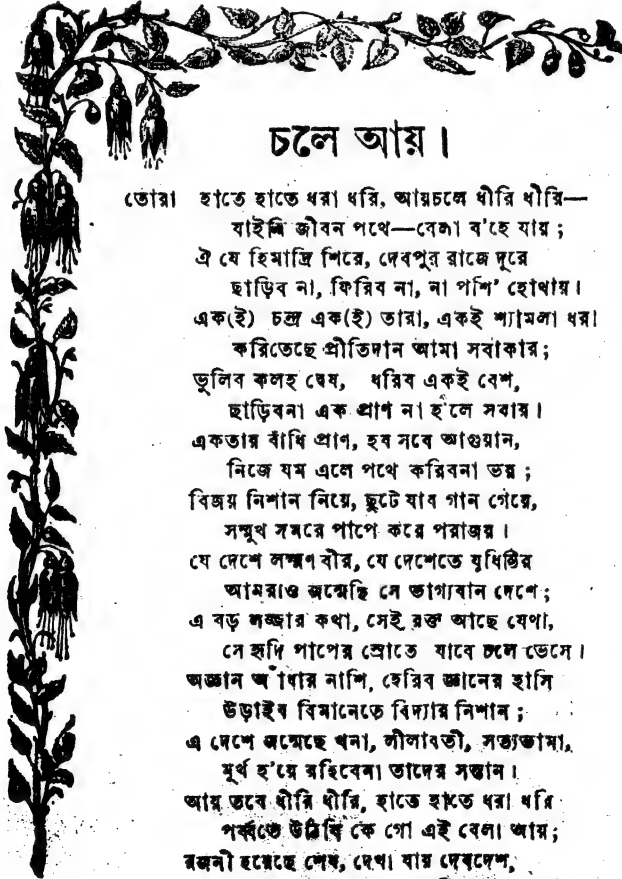 চলে আয়।
তোরা হাতে হাতে ধরা ধরি, আয়চলে ধীরি ধীরি—
যাইবি জীবন পথে—বেলা ব'হে যায়;
ঐ যে হিমাদ্রি শিরে, দেবপুর রাজে দূরে
ছাড়িব না, ফিরিব না, না পশি' হোথায়।
এক(ই) চন্দ্র এক(ই) তারা, একই শ্যামলা ধরা
করিতেছে প্রীতিদান আমা সবাকার;
ভুলিব কলহ দ্বেষ, ধরিব একই বেশ,
ছাড়িবনা এক প্রাণ না হ'লে সবায়।
একতার বাঁধি প্রাণ, হব সবে আগুয়ান,
নিজে যম এলে পথে করিবনা ভয়;
বিজয় নিশান নিয়ে, ছুটে যাব গান গেয়ে,
সন্মুখ সমরে পাপে করে পরাজয়।
যে দেশে লক্ষ্মণ বীর, যে দেশেতে যুধিষ্ঠির
আমরাও জন্মেছি সে ভাগ্যবান দেশে;
এ বড় লজ্জার কথা, সেই রক্ত আছে যেথা,
সে হৃদি পাপের স্রোতে যাবে চলে ভেসে।
অজ্ঞান আঁধার নাশি, হেরিব জ্ঞানের হাসি
উড়াইব বিমানেতে বিদ্যার নিশান;
এ দেশে জন্মেছে খনা, লীলাবতী, সত্যভামা,
মূর্খ হ'য়ে রহিবেনা তাদের সন্তান।
আয় তবে ধীরি ধীরি, হাতে হাতে ধরা ধরি
পর্ব্বতে উঠিবি কে গো এই বেলা আয়;
রজনী হয়েছে শেষ, দেখা যায় দেবদেশ,